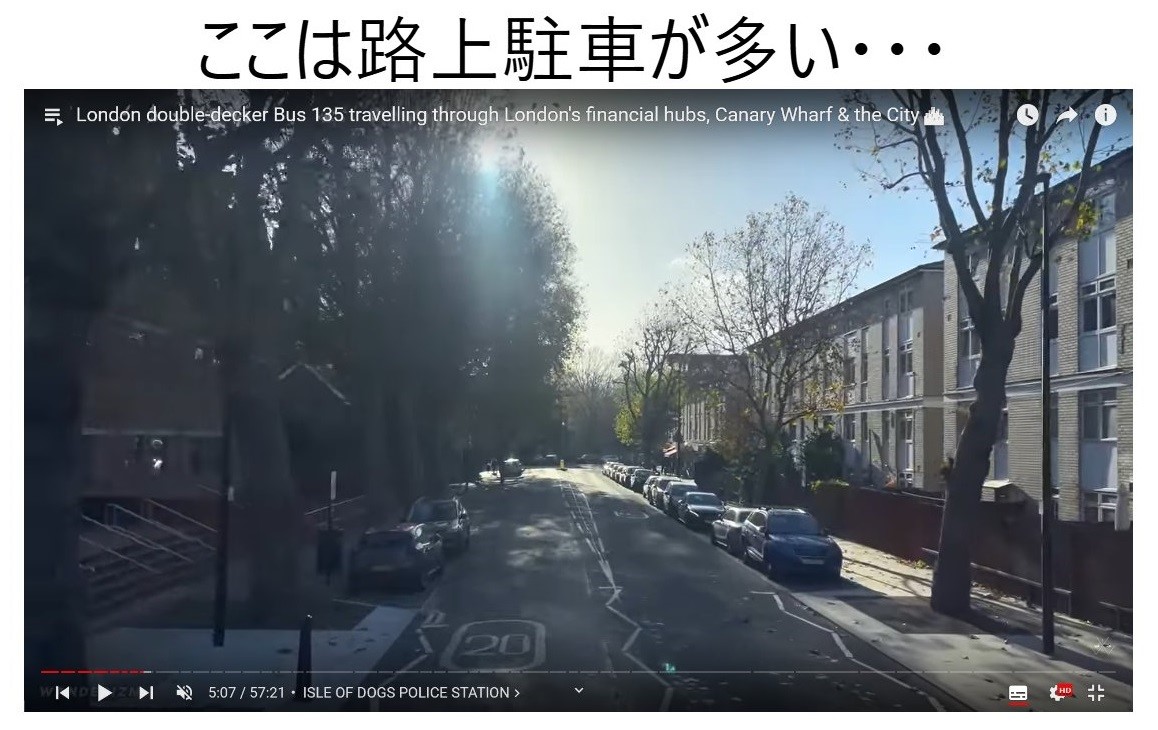 ここは路上駐車が多い・・・
London double-decker Bus 135 travelling through London's financial hubs, Canary Wharf & the City
20
5:07 / 57:21 • ISLE OF DOGS POLICE STATION >
HD